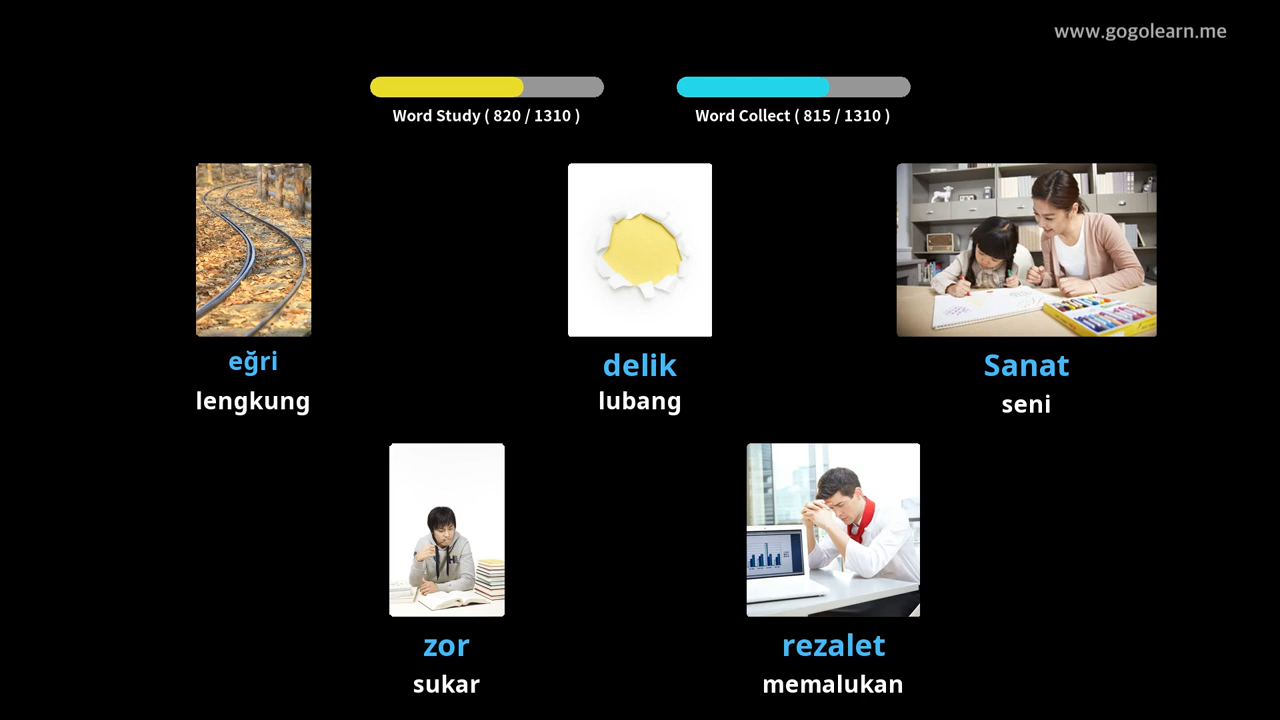 www.gogolearn.me
Word Study ( 820 / 1310 )
Word Collect ( 815 / 1310 )
eğri
lengkung
delik
lubang
Sanat
seni
zor
sukar
rezalet
memalukan